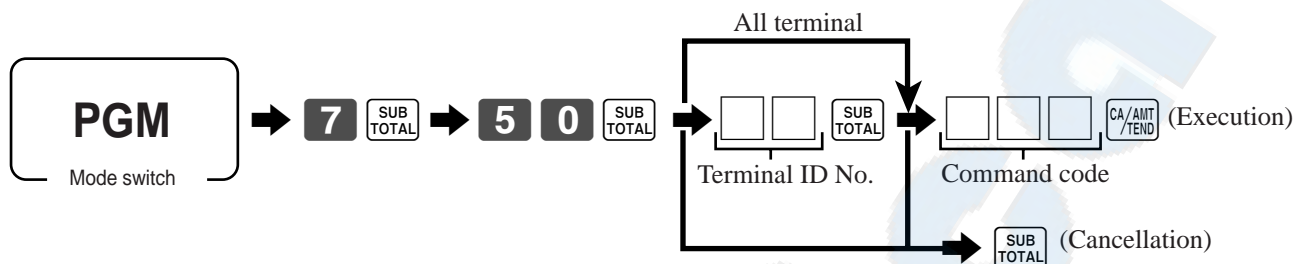 All terminal
PGM
Mode switch
7 SUB TOTAL 5 0 SUB TOTAL SUB TOTAL CA/AMT /TEND (Execution)
Terminal ID No. Command code
SUB TOTAL (Cancellation)